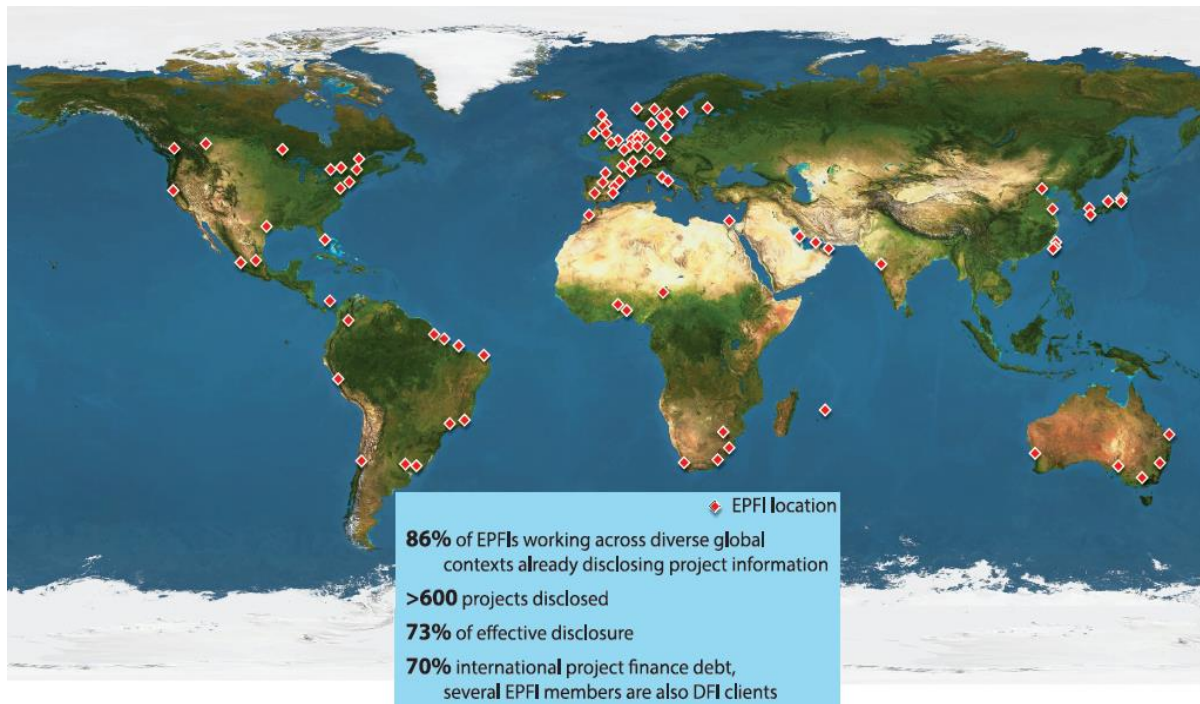 EPFI location
86% of EPFIs working across diverse global
contexts already disclosing project information
>600 projects disclosed
73% of effective disclosure
70% international project finance debt,
several EPFI members are also DFI clients